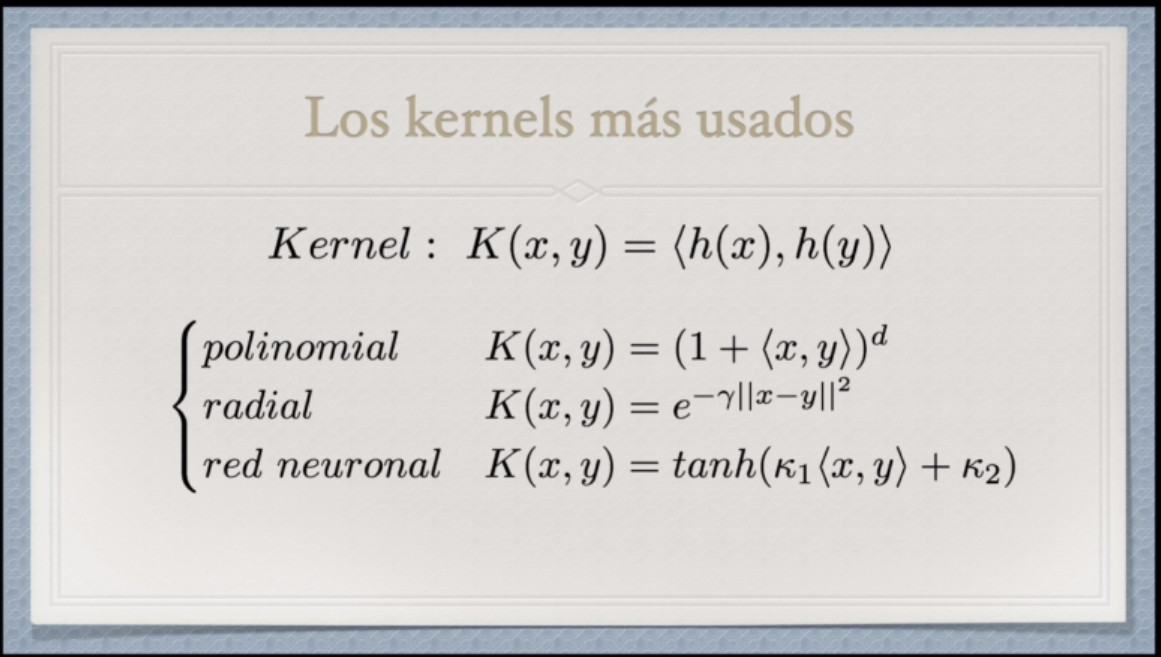 Los kernels más usados
Kernel : K(x, y) = ⟨h(x), h(y)⟩
polinomial K(x, y) = (1 + ⟨x, y⟩)^d
radial K(x, y) = e^{−γ||x−y||^2}
red neuronal K(x, y) = tanh(κ₁⟨x, y⟩ + κ₂)